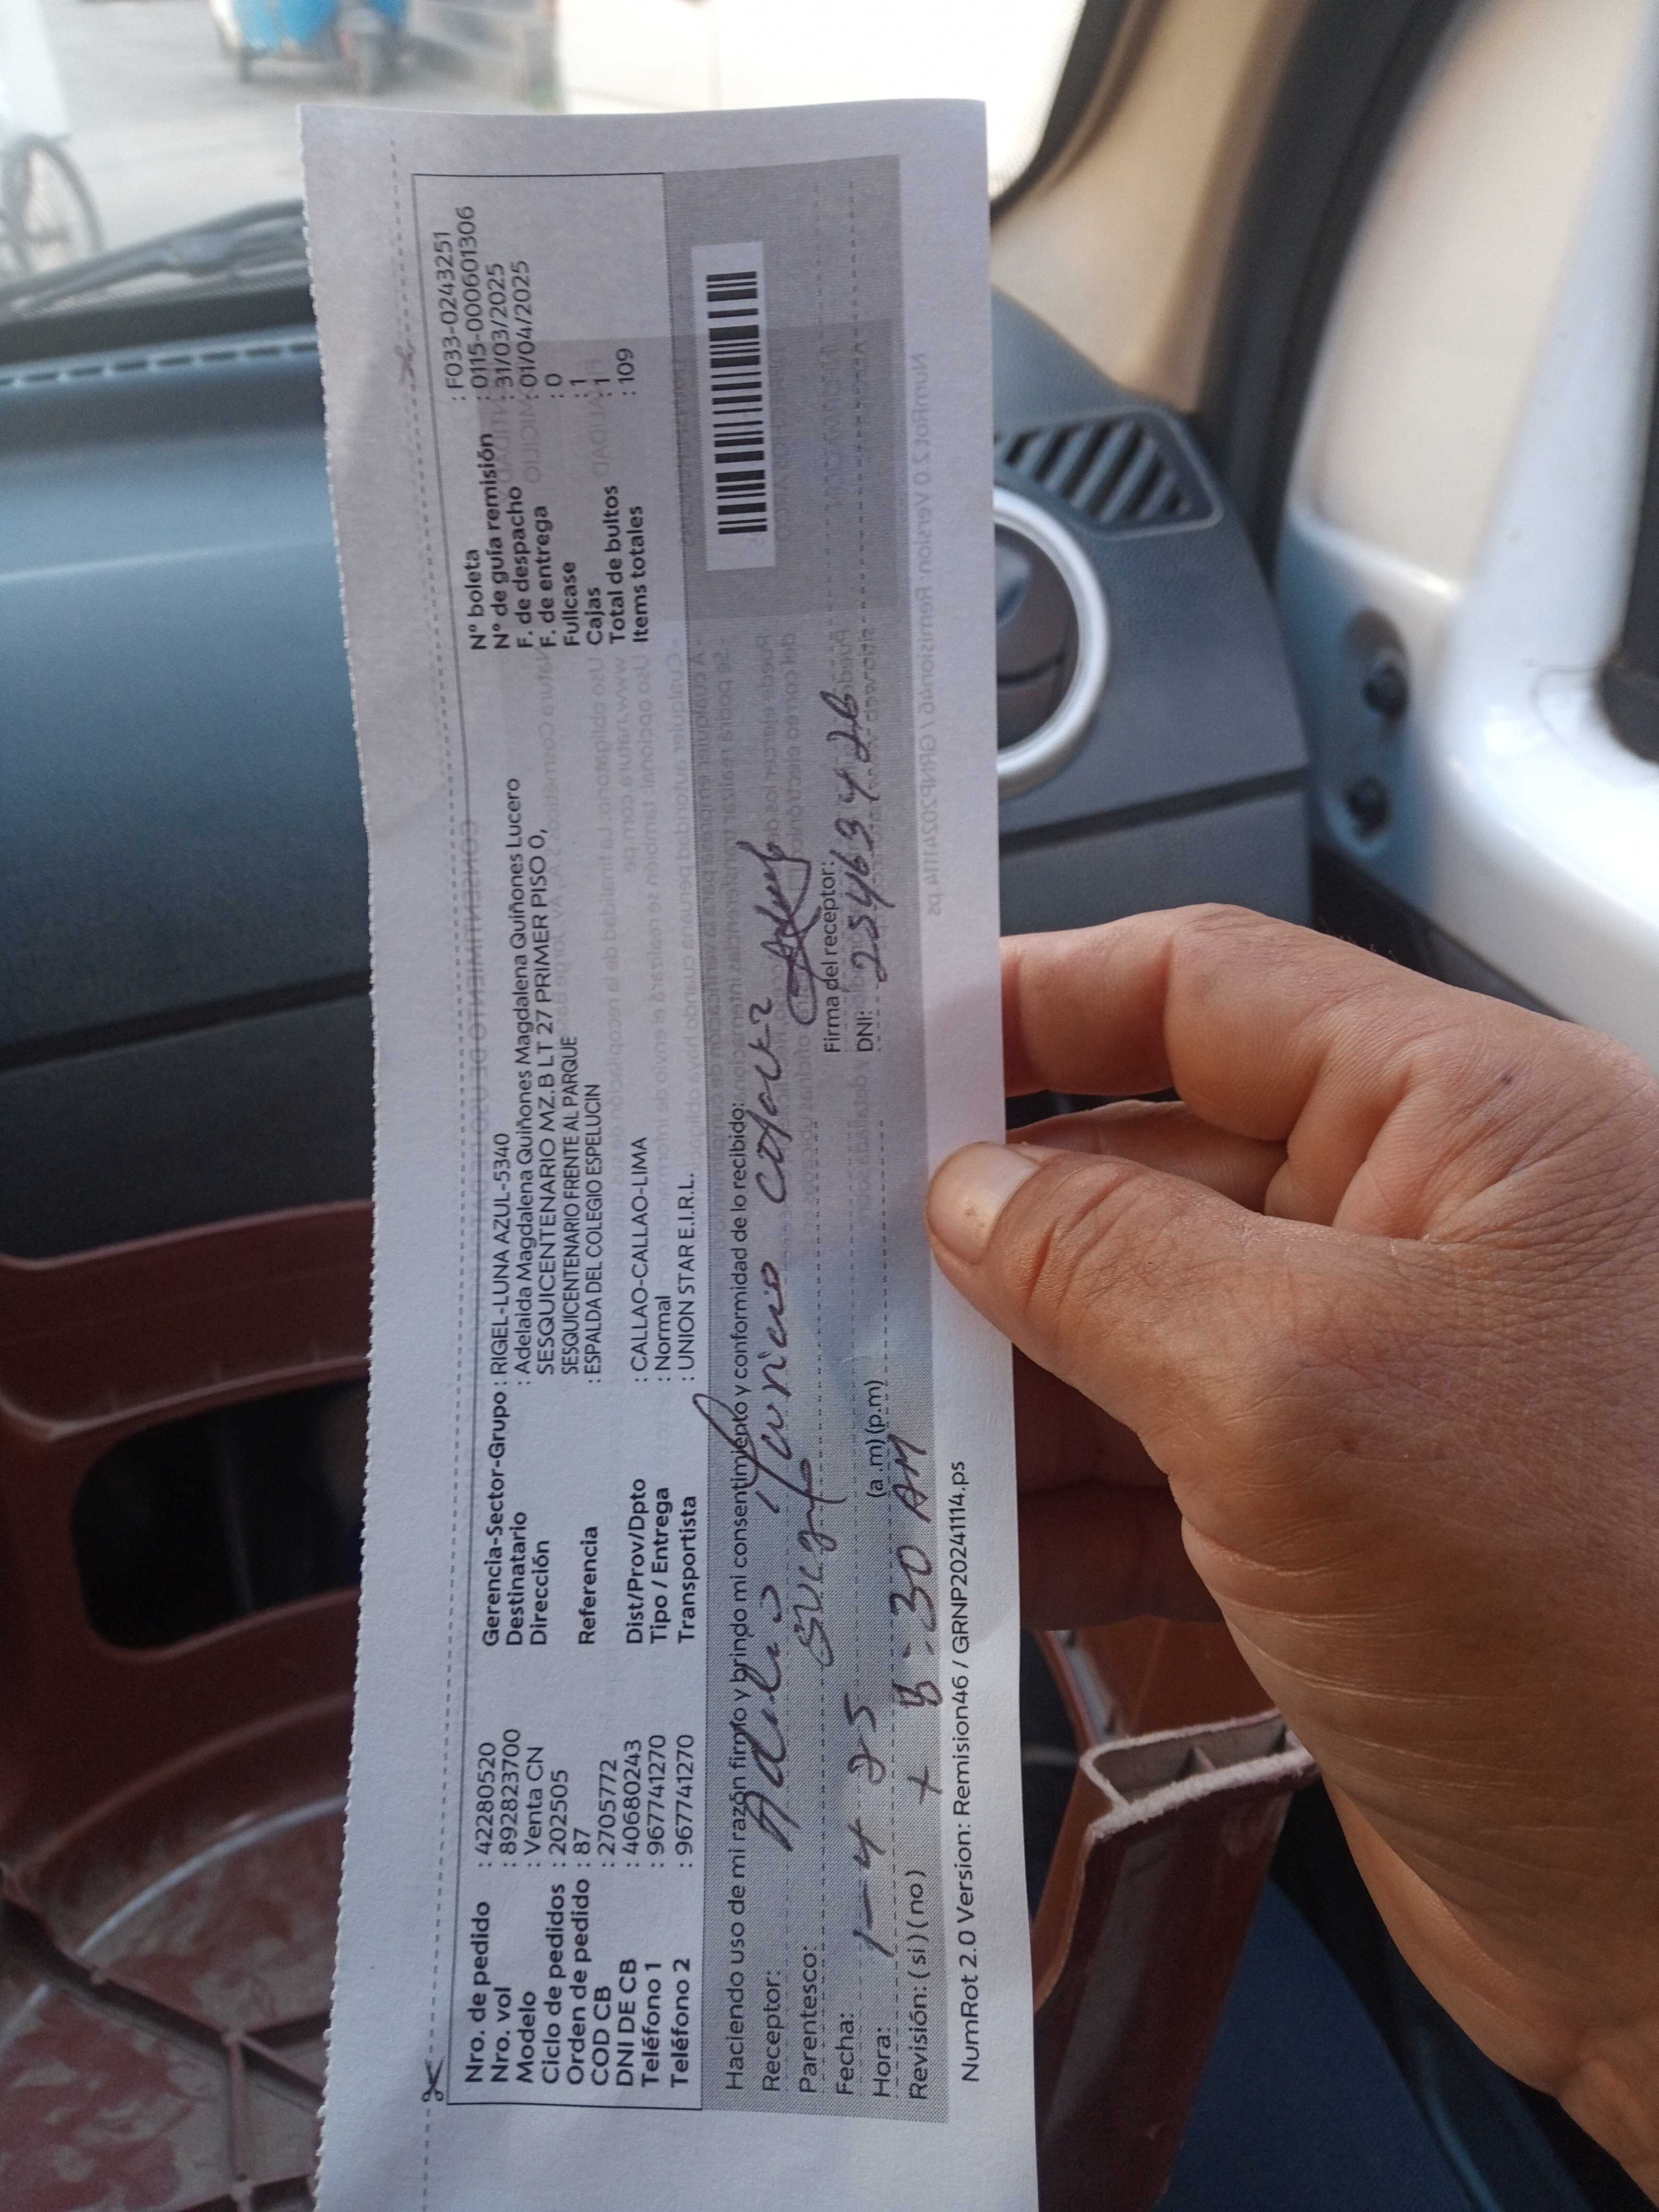 Nro. de pedido : 422280520
Nro. vol : 892823700
Modelo : Venta CN
Ciclo de pedidos : 202505
Orden de pedido : 87
COD CB : 2705772
DNI DE CB : 40680243
Teléfono 1 : 967741270
Teléfono 2 : 967741270
Gerencia-Sector-Grupo : RIGEL-LUNA AZUL-5340
Destinatario : Adelaida Magdalena Quiñones Magdalena Quiñones Lucero
Dirección SESQUICENTENARIO MZ.B LT 27 PRIMER PISO 0,
SESQUICENTENARIO FRENTE AL PARQUE
Referencia : ESPALDA DEL COLEGIO ESPELUCIN
Dist/Prov/Dpto : CALLAO-CALLAO-LIMA
Tipo / Entrega : Normal
Transportista : UNION STAR E.I.R.L.
Nº boleta : F033-0243251
Nº de guía remisión : 0115-000601306
F. de despacho : 31/03/2025
F. de entrega : 01/04/2025
Fullcase : 0
Cajas : 1
Total de bultos : 1
Items totales : 109
Haciendo uso de mi razón firmo y brindo mi consentimiento y conformidad de lo recibido:
Receptor:
Parentesco: Suegro
Firma del receptor:
Fecha: 1-4-25
DNI: 25463426
Hora: 8:30 AM (a.m) (p.m)
Revisión: ( si ) ( no )
NumRot 2.0 Version: Remision46 / GRNP20241114.ps